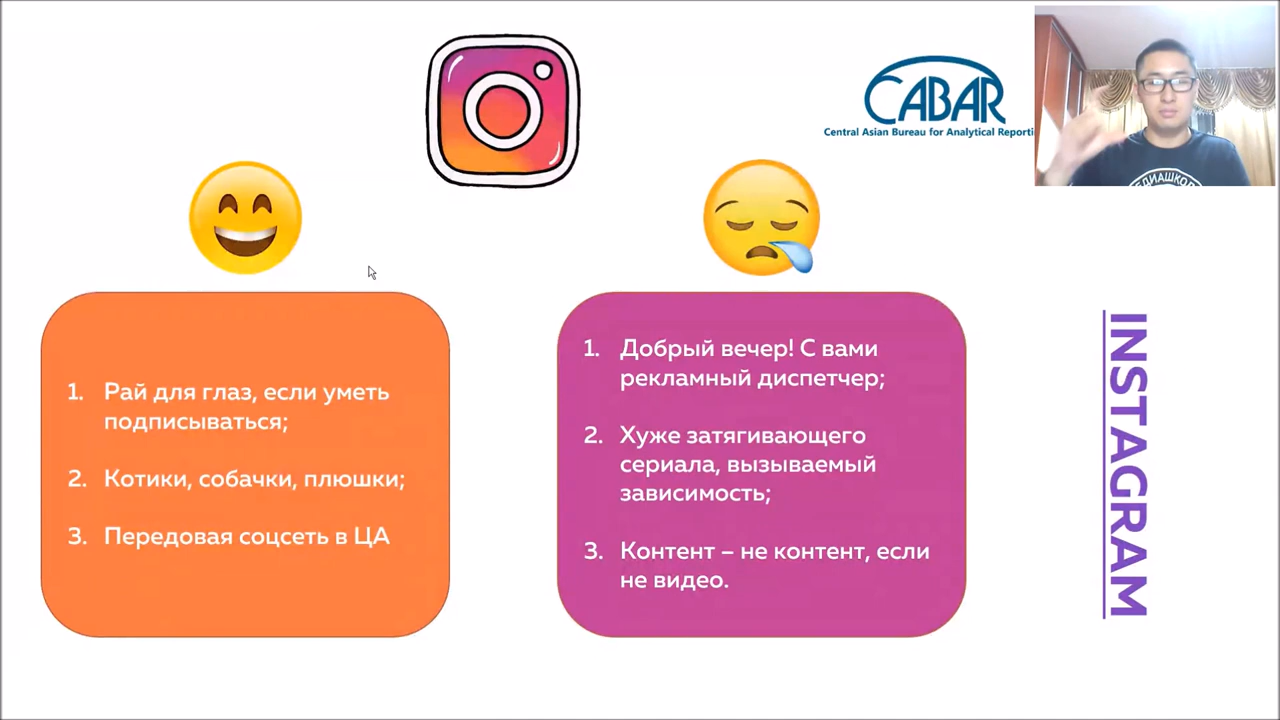 CABAR
Central Asian Bureau for Analytical
МЕДИАШКОЛ
1. Рай для глаз, если уметь
подписываться;
2. Котики, собачки, плюшки;
3. Передовая соцсеть в ЦА
1. Добрый вечер! С вами
рекламный диспетчер;
2. Хуже затягивающего
сериала, вызываемый
зависимость;
3. Контент – не контент, если
не видео.
INSTAGRAM